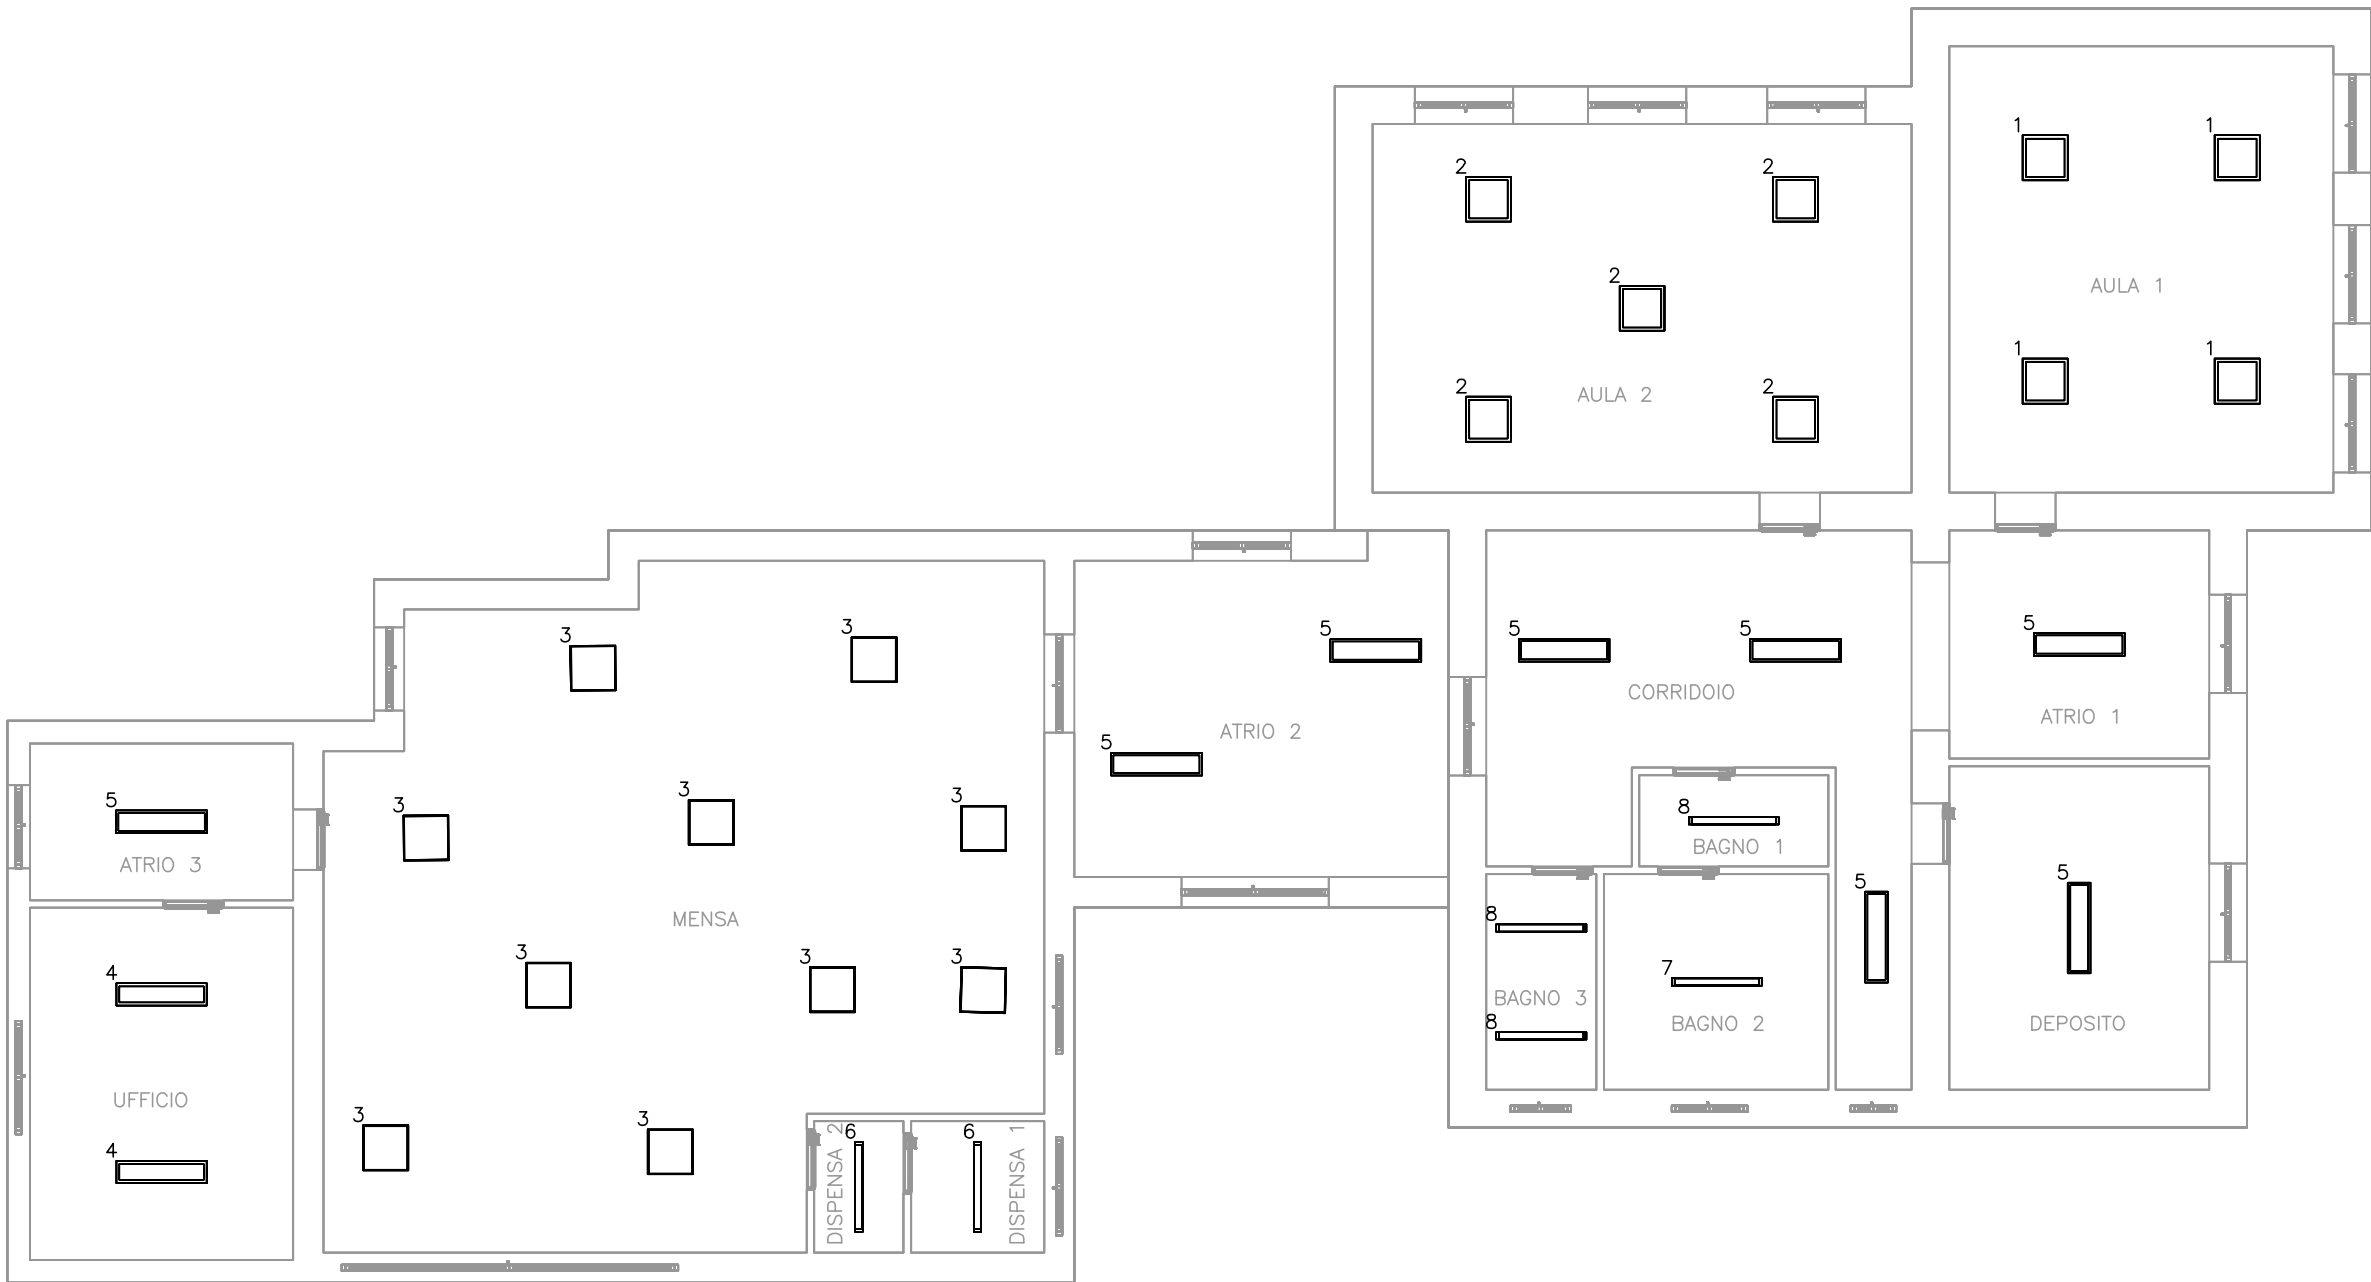 1 1
2 2
2
AULA 1
1 1
2 2
AULA 2
5 5 5 5
3 3
CORRIDOIO
ATRIO 1
ATRIO 2
5
3 3 3
5
8
BAGNO 1
ATRIO 3
5 5
8
MENSA
3 3 3
7
4
BAGNO 3
8
BAGNO 2
DEPOSITO
UFFICIO
3 3
6 6
4
DISPENSA 2
DISPENSA 1